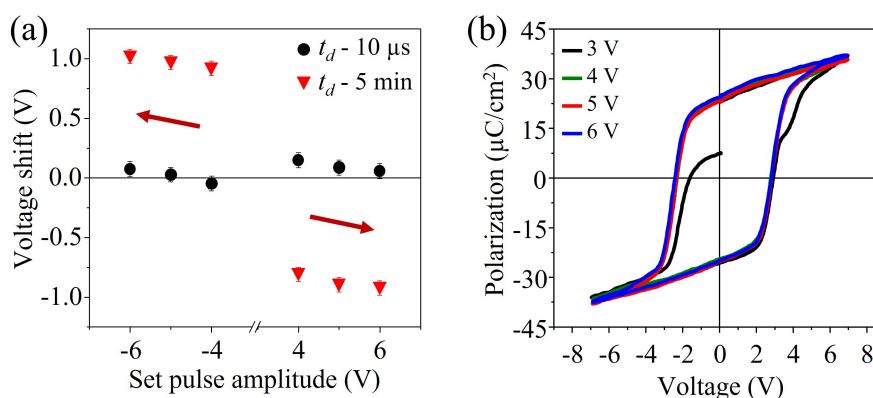 (a)
Voltage shift (V)
1.0
0.5
0.0
-0.5
-1.0
t_d - 10 µs
t_d - 5 min
-6
-4
4
6
Set pulse amplitude (V)
(b)
Polarization (µC/cm²)
45
30
15
0
-15
-30
-45
3 V
4 V
5 V
6 V
-8
-6
-4
-2
0
2
4
6
8
Voltage (V)